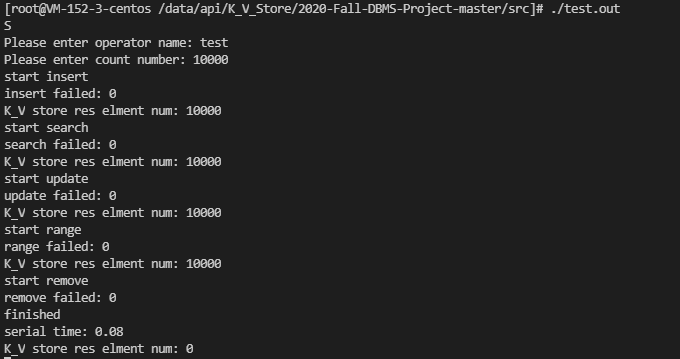 [root@VM-152-3-centos /data/api/K_V_Store/2020-Fall-DBMS-Project-master/src]# ./test.out
S
Please enter operator name: test
Please enter count number: 10000
start insert
insert failed: 0
K_V store res elment num: 10000
start search
search failed: 0
K_V store res elment num: 10000
start update
update failed: 0
K_V store res elment num: 10000
start range
range failed: 0
K_V store res elment num: 10000
start remove
remove failed: 0
finished
serial time: 0.08
K_V store res elment num: 0